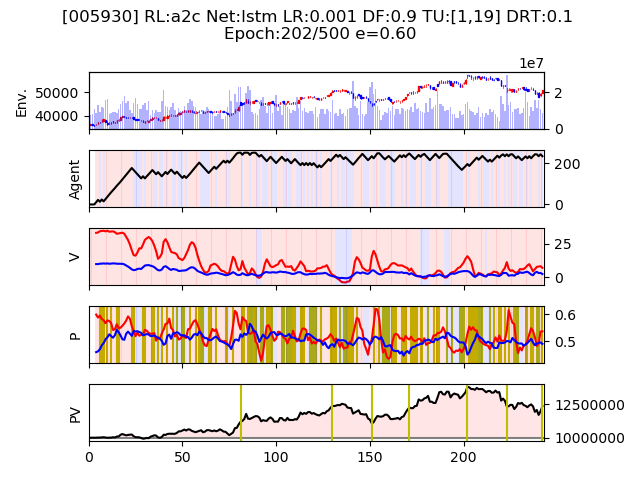 [005930] RL:a2c Net:lstm LR:0.001 DF:0.9 TU:[1,19] DRT:0.1
Epoch:202/500 e=0.60
1e7
Env.
50000
40000
2
0
Agent
200
0
V
25
0
P
0.6
0.5
PV
12500000
10000000
0 50 100 150 200